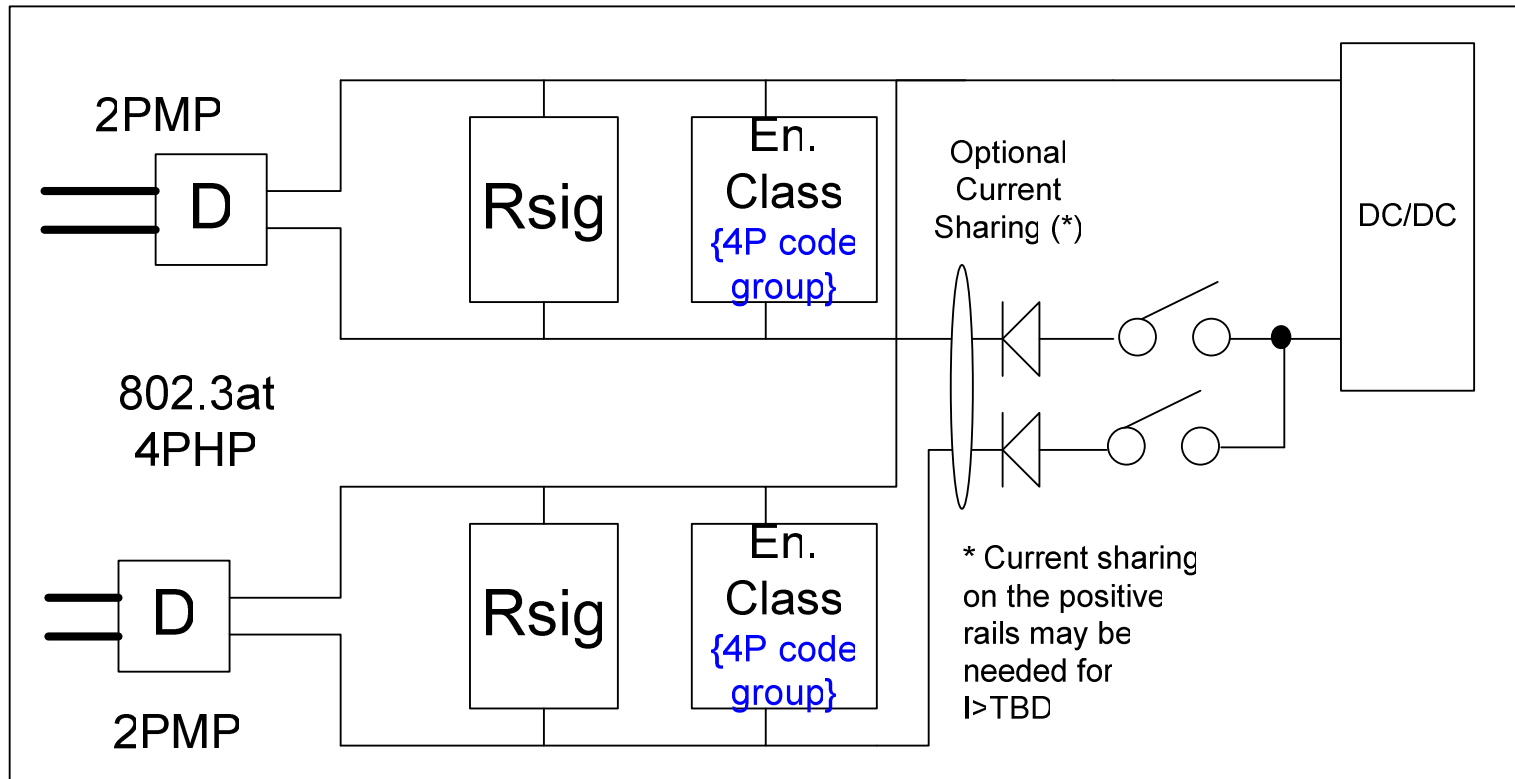 2PMP
D
Rsig
En.
Class
{4P code
group}
Optional
Current
Sharing (*)
DC/DC
802.3at
4PHP
D
2PMP
Rsig
En.
Class
{4P code
group}
* Current sharing
on the positive
rails may be
needed for
I>TBD